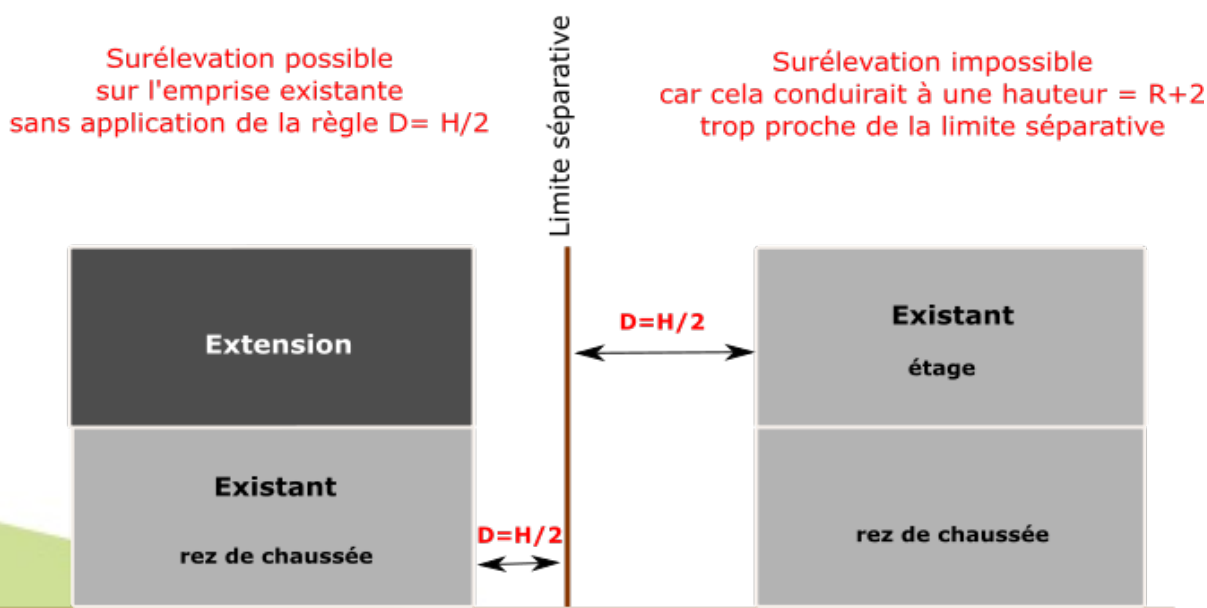 Surélevation possible
sur l'emprise existante
sans application de la règle D= H/2
Limite séparative
Surélevation impossible
car cela conduirait à une hauteur = R+2
trop proche de la limite séparative
Extension
Existant
rez de chaussée
D=H/2
D=H/2
Existant
étage
rez de chaussée